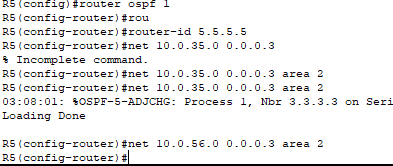 R5(config)#router ospf 1
R5(config-router)#rou
R5(config-router)#router-id 5.5.5.5
R5(config-router)#net 10.0.35.0 0.0.0.3
% Incomplete command.
R5(config-router)#net 10.0.35.0 0.0.0.3 area 2
R5(config-router)#net 10.0.35.0 0.0.0.3 area 2
03:08:01: %OSPF-5-ADJCHG: Process 1, Nbr 3.3.3.3 on Seri
Loading Done
R5(config-router)#net 10.0.56.0 0.0.0.3 area 2
R5(config-router)#